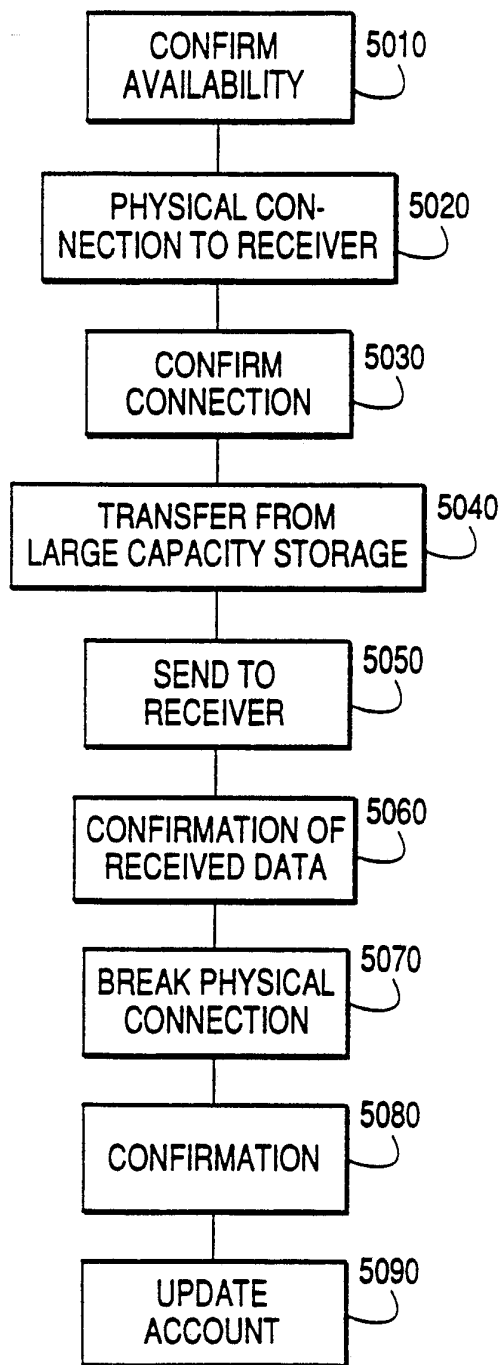 CONFIRM
AVAILABILITY
5010
PHYSICAL CON-
NECTION TO RECEIVER
5020
CONFIRM
CONNECTION
5030
TRANSFER FROM
LARGE CAPACITY STORAGE
5040
SEND TO
RECEIVER
5050
CONFIRMATION OF
RECEIVED DATA
5060
BREAK PHYSICAL
CONNECTION
5070
CONFIRMATION
5080
UPDATE
ACCOUNT
5090